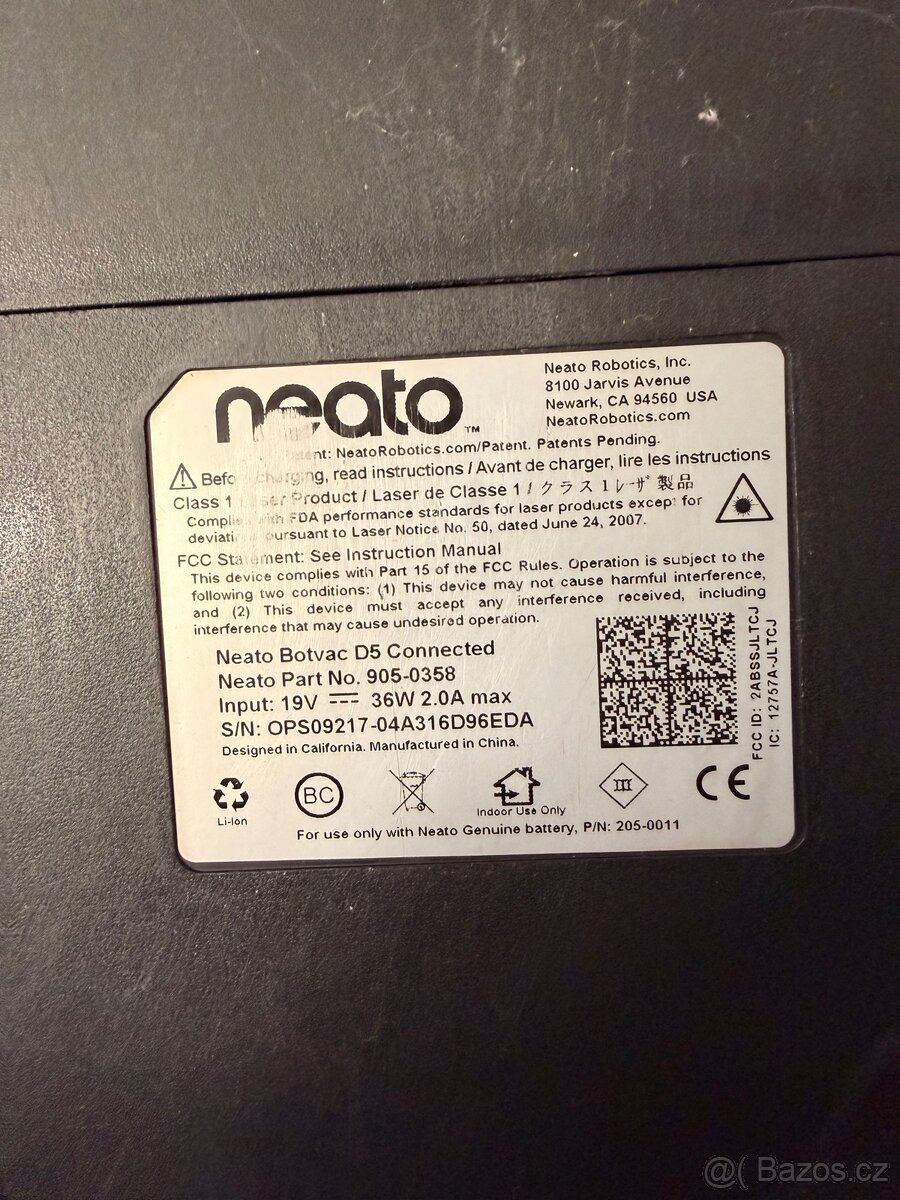 neato™
Neato Robotics, Inc.
8100 Jarvis Avenue
Newark, CA 94560 USA
NeatoRobotics.com
NeatoRobotics.com/Patent. Patents Pending.
charging, read instructions / Avant de charger, lire les instructions
Class 1 Product / Laser de Classe 1 / クラス1レーザ製品
with FDA performance standards for laser products except for
pursuant to Laser Notice No. 50, dated June 24, 2007.
FCC Statement: See Instruction Manual
This device complies with Part 15 of the FCC Rules. Operation is subject to the
following two conditions: (1) This device may not cause harmful interference,
and (2) This device must accept any interference received, including
interference that may cause undesired operation.
Neato Botvac D5 Connected
Neato Part No. 905-0358
Input: 19V 36W 2.0A max
S/N: OPS09217-04A316D96EDA
Designed in California. Manufactured in China.
FCC ID: 2ABSSJLTCJ
IC: 12757A-JLTCJ
Li-Ion
BC
Indoor Use Only
III
CE
For use only with Neato Genuine battery, P/N: 205-0011
@( Bazos.cz